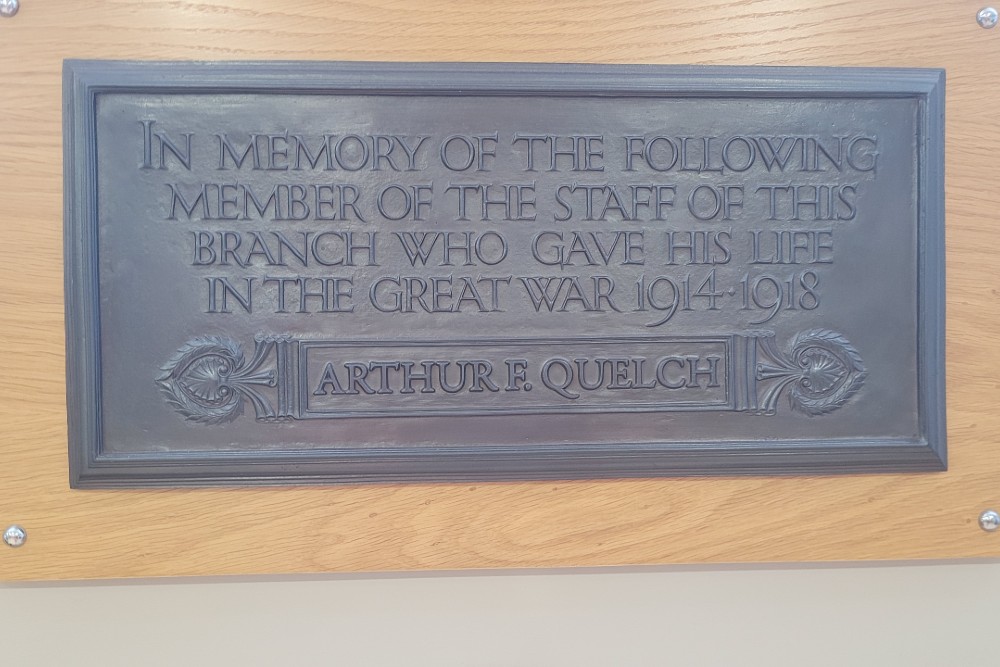 IN MEMORY OF THE FOLLOWING
MEMBER OF THE STAFF OF THIS
BRANCH WHO GAVE HIS LIFE
IN THE GREAT WAR 1914·1918
ARTHUR F. QUELCH